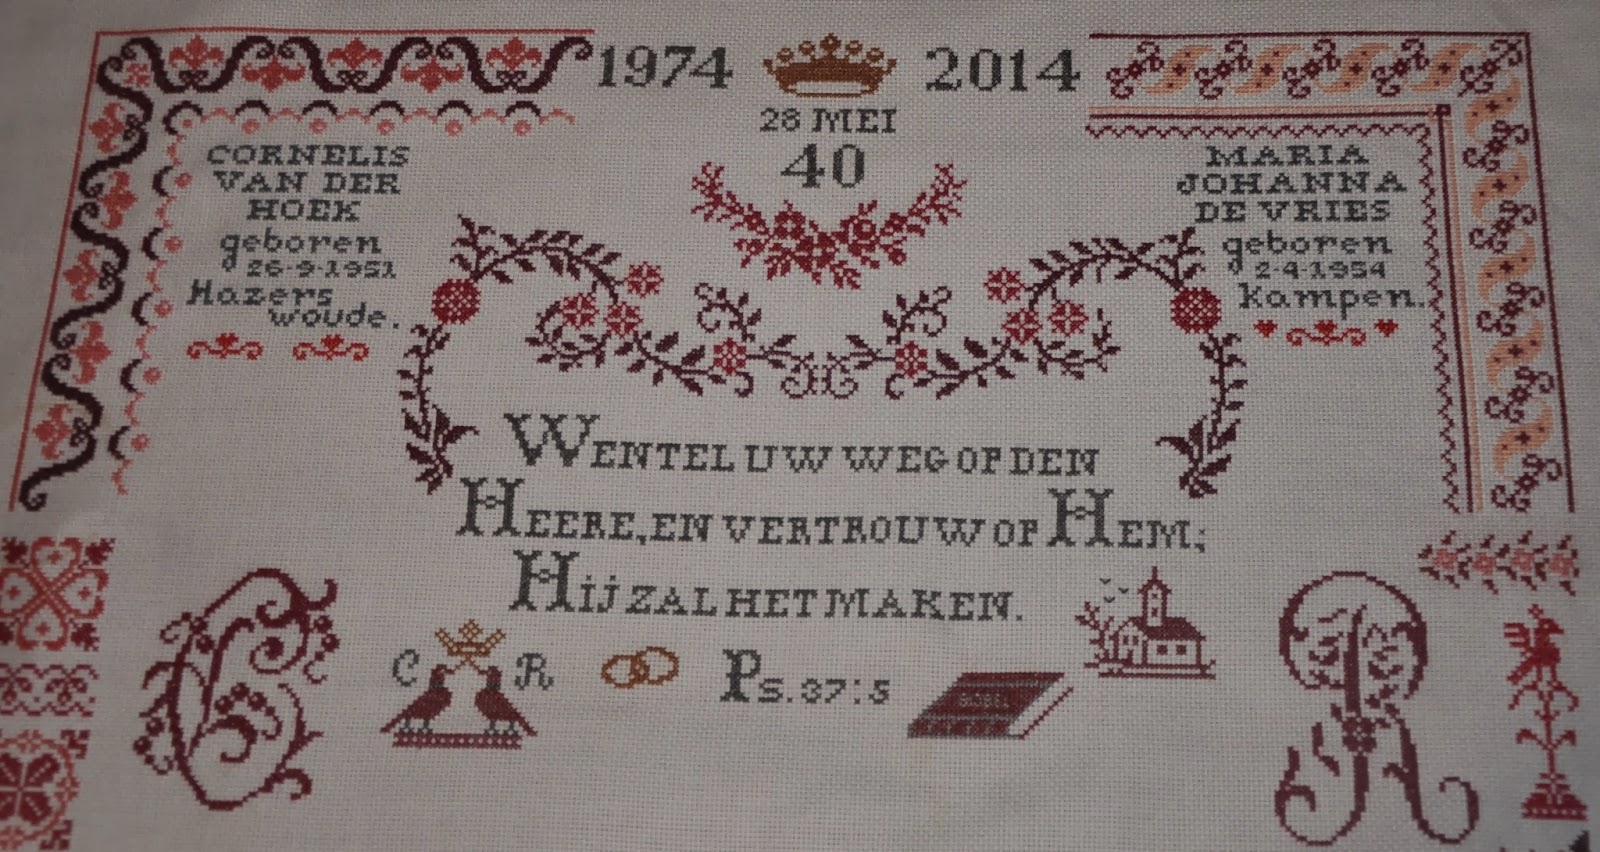 1974 2014
28 MEI
40
CORNELIS
VAN DER
HOEK
geboren
26-9-1951
Hazers
woude.
MARIA
JOHANNA
DE VRIES
geboren
2-4-1954
Kampen.
WENTEL UW WEG OP DEN
HEERE, EN VERTROUW OP HEM;
HIJ ZAL HET MAKEN.
C R
PS. 37:5
BIJBEL
C
R